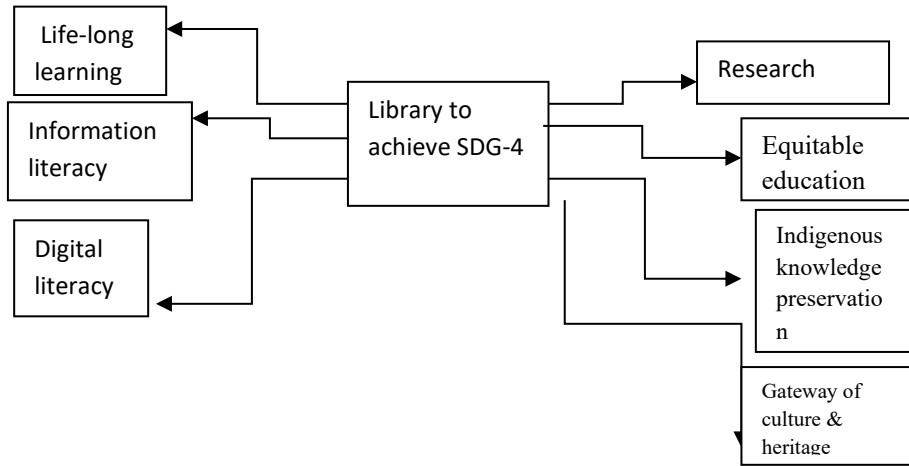 Life-long
learning
Information
literacy
Digital
literacy
Library to
achieve SDG-4
Research
Equitable
education
Indigenous
knowledge
preservatio
n
Gateway of
culture &
heritage